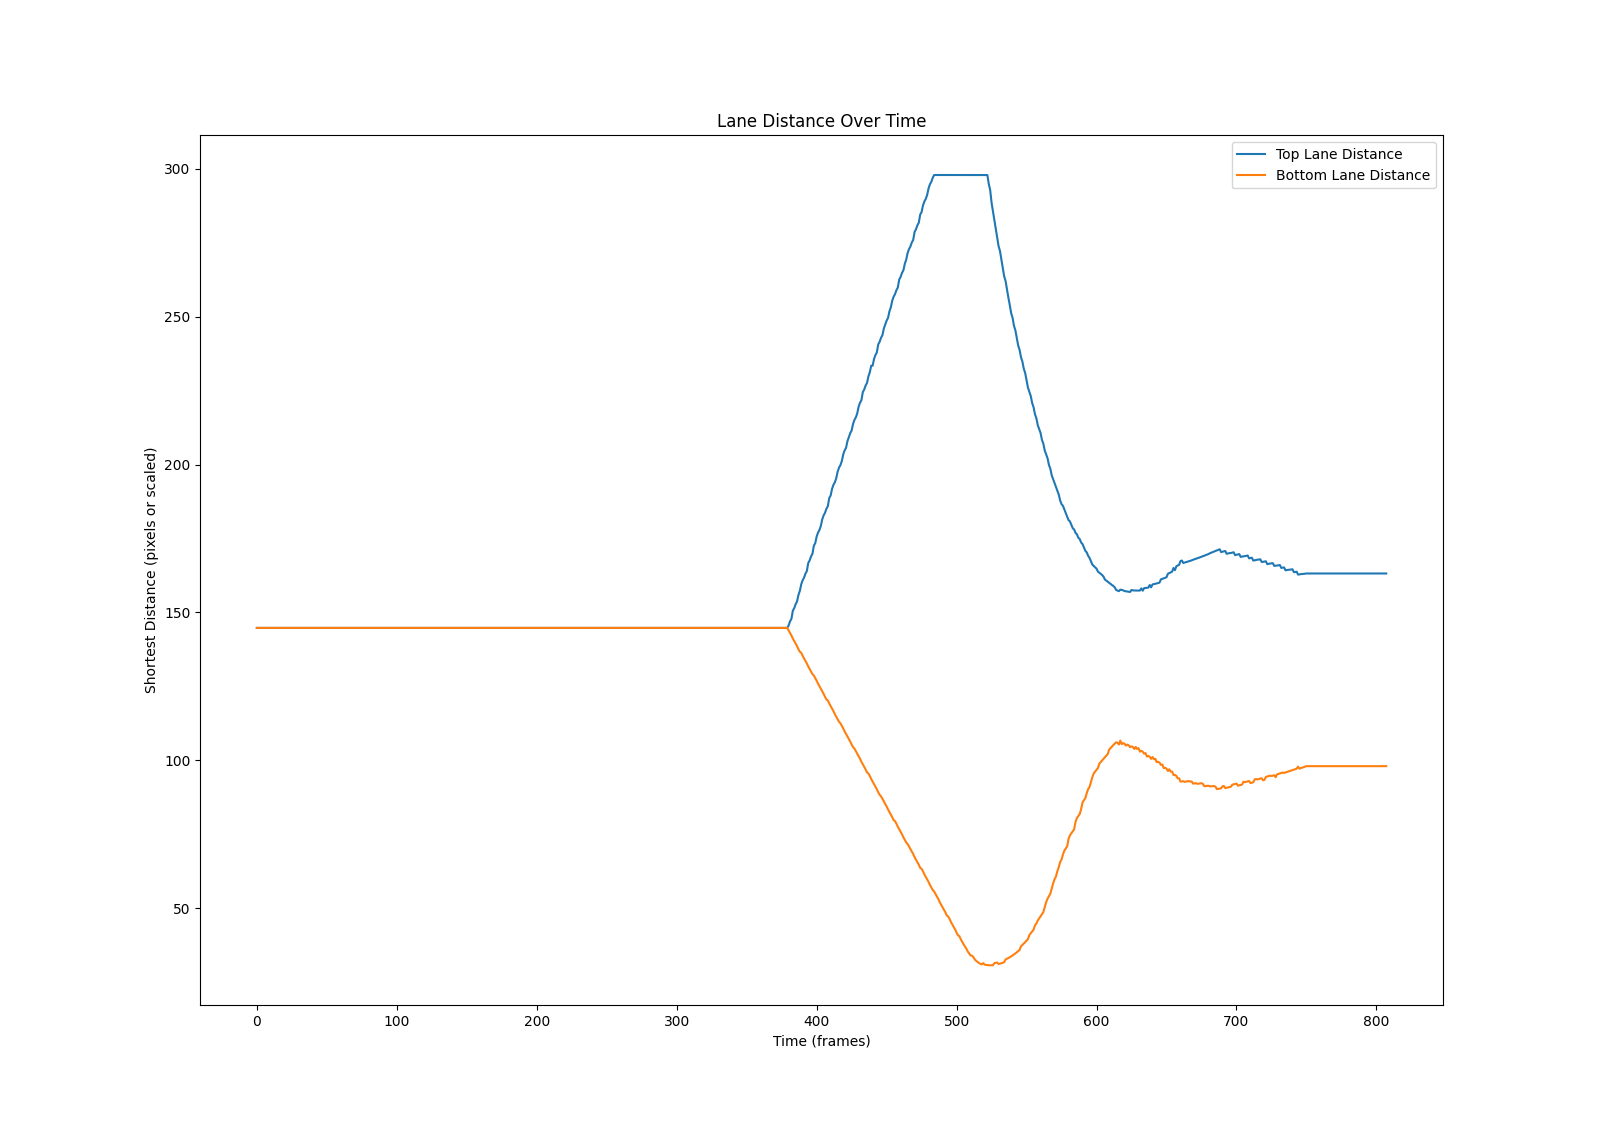 Lane Distance Over Time
Top Lane Distance
Bottom Lane Distance
300
250
200
150
100
50
Shortest Distance (pixels or scaled)
0 100 200 300 400 500 600 700 800
Time (frames)